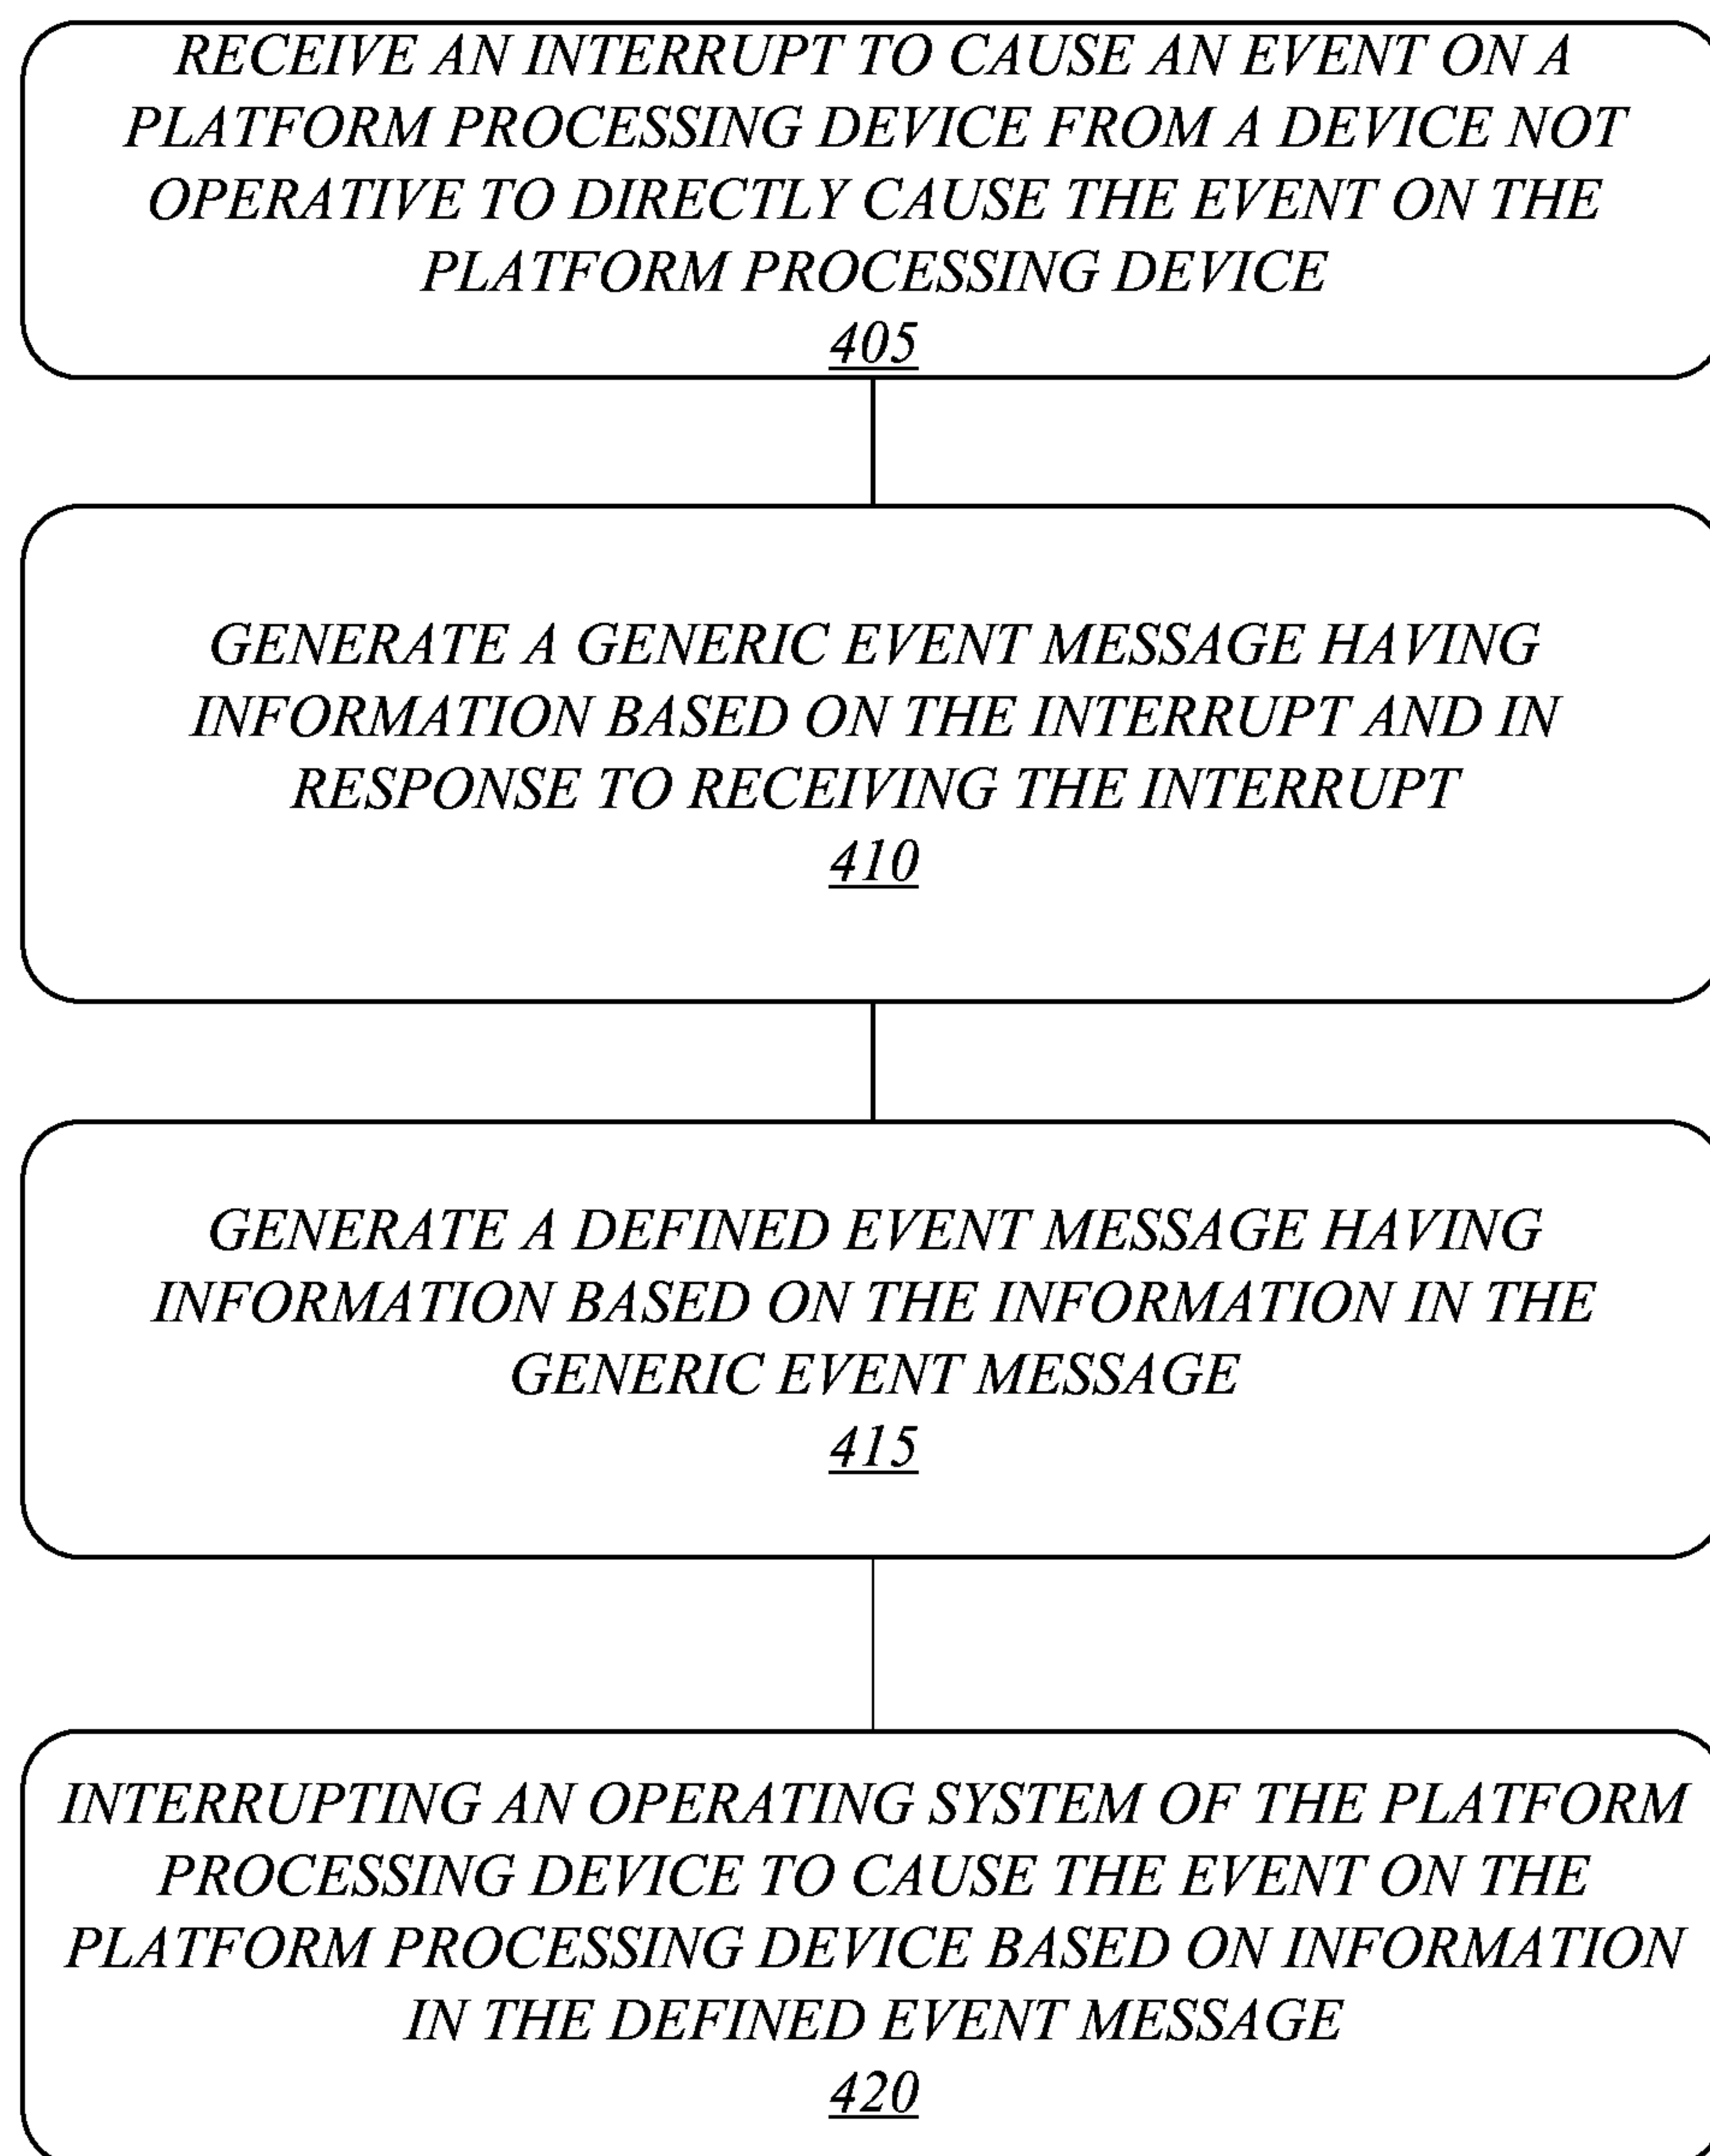 RECEIVE AN INTERRUPT TO CAUSE AN EVENT ON A
PLATFORM PROCESSING DEVICE FROM A DEVICE NOT
OPERATIVE TO DIRECTLY CAUSE THE EVENT ON THE
PLATFORM PROCESSING DEVICE
405
GENERATE A GENERIC EVENT MESSAGE HAVING
INFORMATION BASED ON THE INTERRUPT AND IN
RESPONSE TO RECEIVING THE INTERRUPT
410
GENERATE A DEFINED EVENT MESSAGE HAVING
INFORMATION BASED ON THE INFORMATION IN THE
GENERIC EVENT MESSAGE
415
INTERRUPTING AN OPERATING SYSTEM OF THE PLATFORM
PROCESSING DEVICE TO CAUSE THE EVENT ON THE
PLATFORM PROCESSING DEVICE BASED ON INFORMATION
IN THE DEFINED EVENT MESSAGE
420